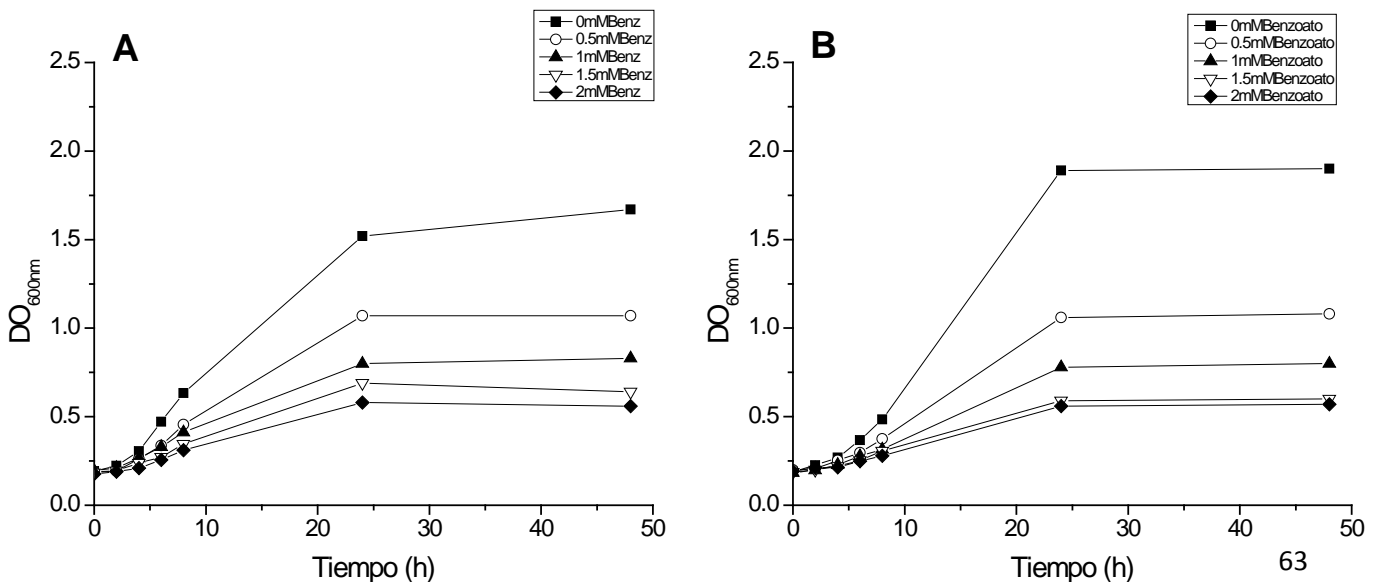 A
0mMBenz
0.5mMBenz
1mMBenz
1.5mMBenz
2mMBenz
2.5
2.0
1.5
1.0
0.5
0.0
DO600nm
0 10 20 30 40 50
Tiempo (h)
B
0mMBenzoato
0.5mMBenzoato
1mMBenzoato
1.5mMBenzoato
2mMBenzoato
2.5
2.0
1.5
1.0
0.5
0.0
DO600nm
0 10 20 30 40 50
Tiempo (h)
63